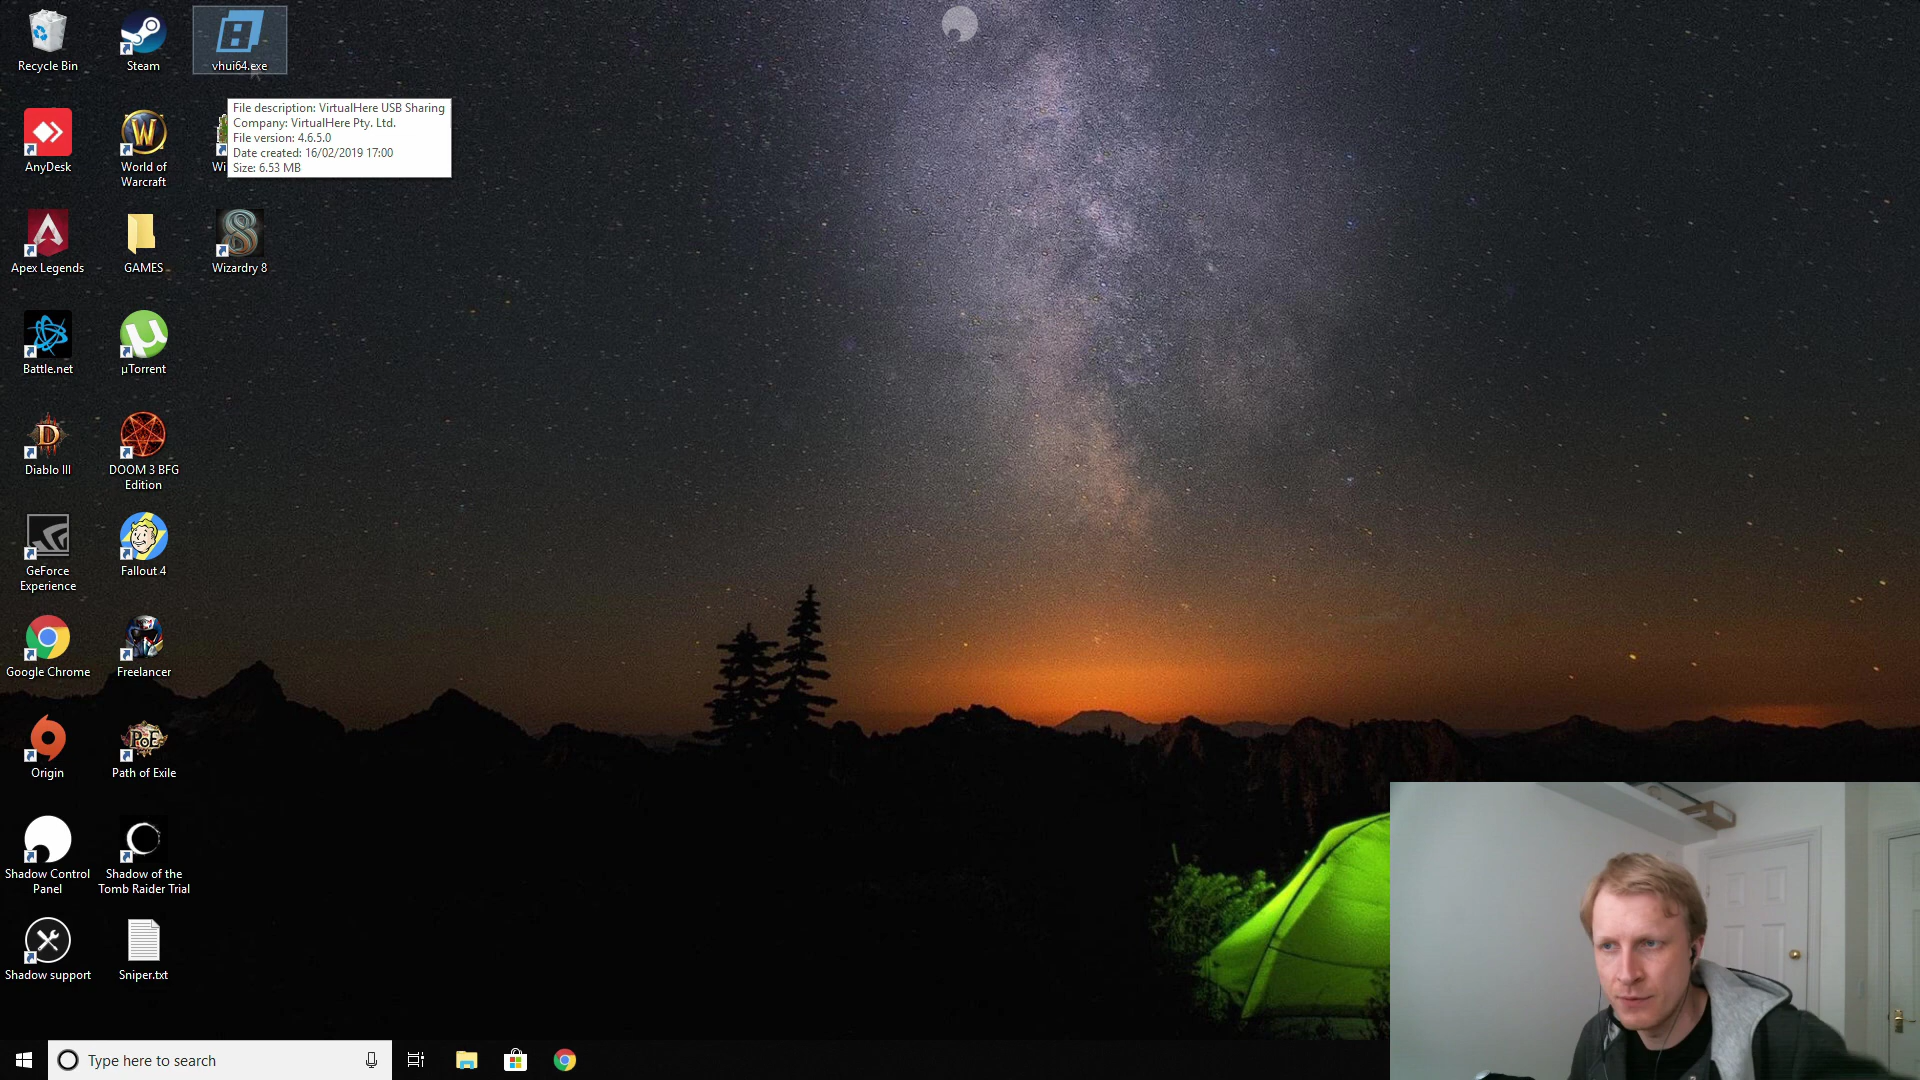 Recycle Bin
Steam
vhui64.exe
File description: VirtualHere USB Sharing
Company: VirtualHere Pty. Ltd.
File version: 4.6.5.0
Date created: 16/02/2019 17:00
Size: 6.53 MB
AnyDesk
World of
Warcraft
Wi
Apex Legends
GAMES
Wizardry 8
Battle.net
µTorrent
Diablo III
DOOM 3 BFG
Edition
GeForce
Experience
Fallout 4
Google Chrome
Freelancer
Origin
Path of Exile
Shadow Control
Panel
Shadow of the
Tomb Raider Trial
Shadow support
Sniper.txt
Type here to search